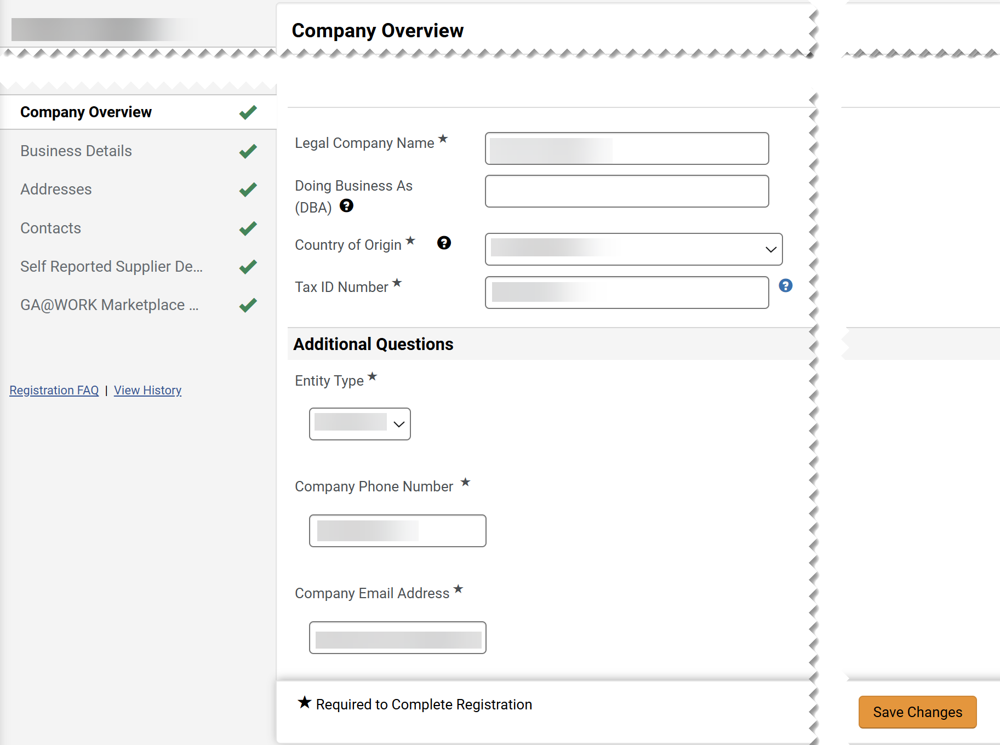 Company Overview
Company Overview
Business Details
Addresses
Contacts
Self Reported Supplier De...
GA@WORK Marketplace ...
Registration FAQ | View History
Legal Company Name ★
Doing Business As
(DBA) ?
Country of Origin ★ ?
Tax ID Number ★ ?
Additional Questions
Entity Type ★
Company Phone Number ★
Company Email Address ★
★ Required to Complete Registration
Save Changes